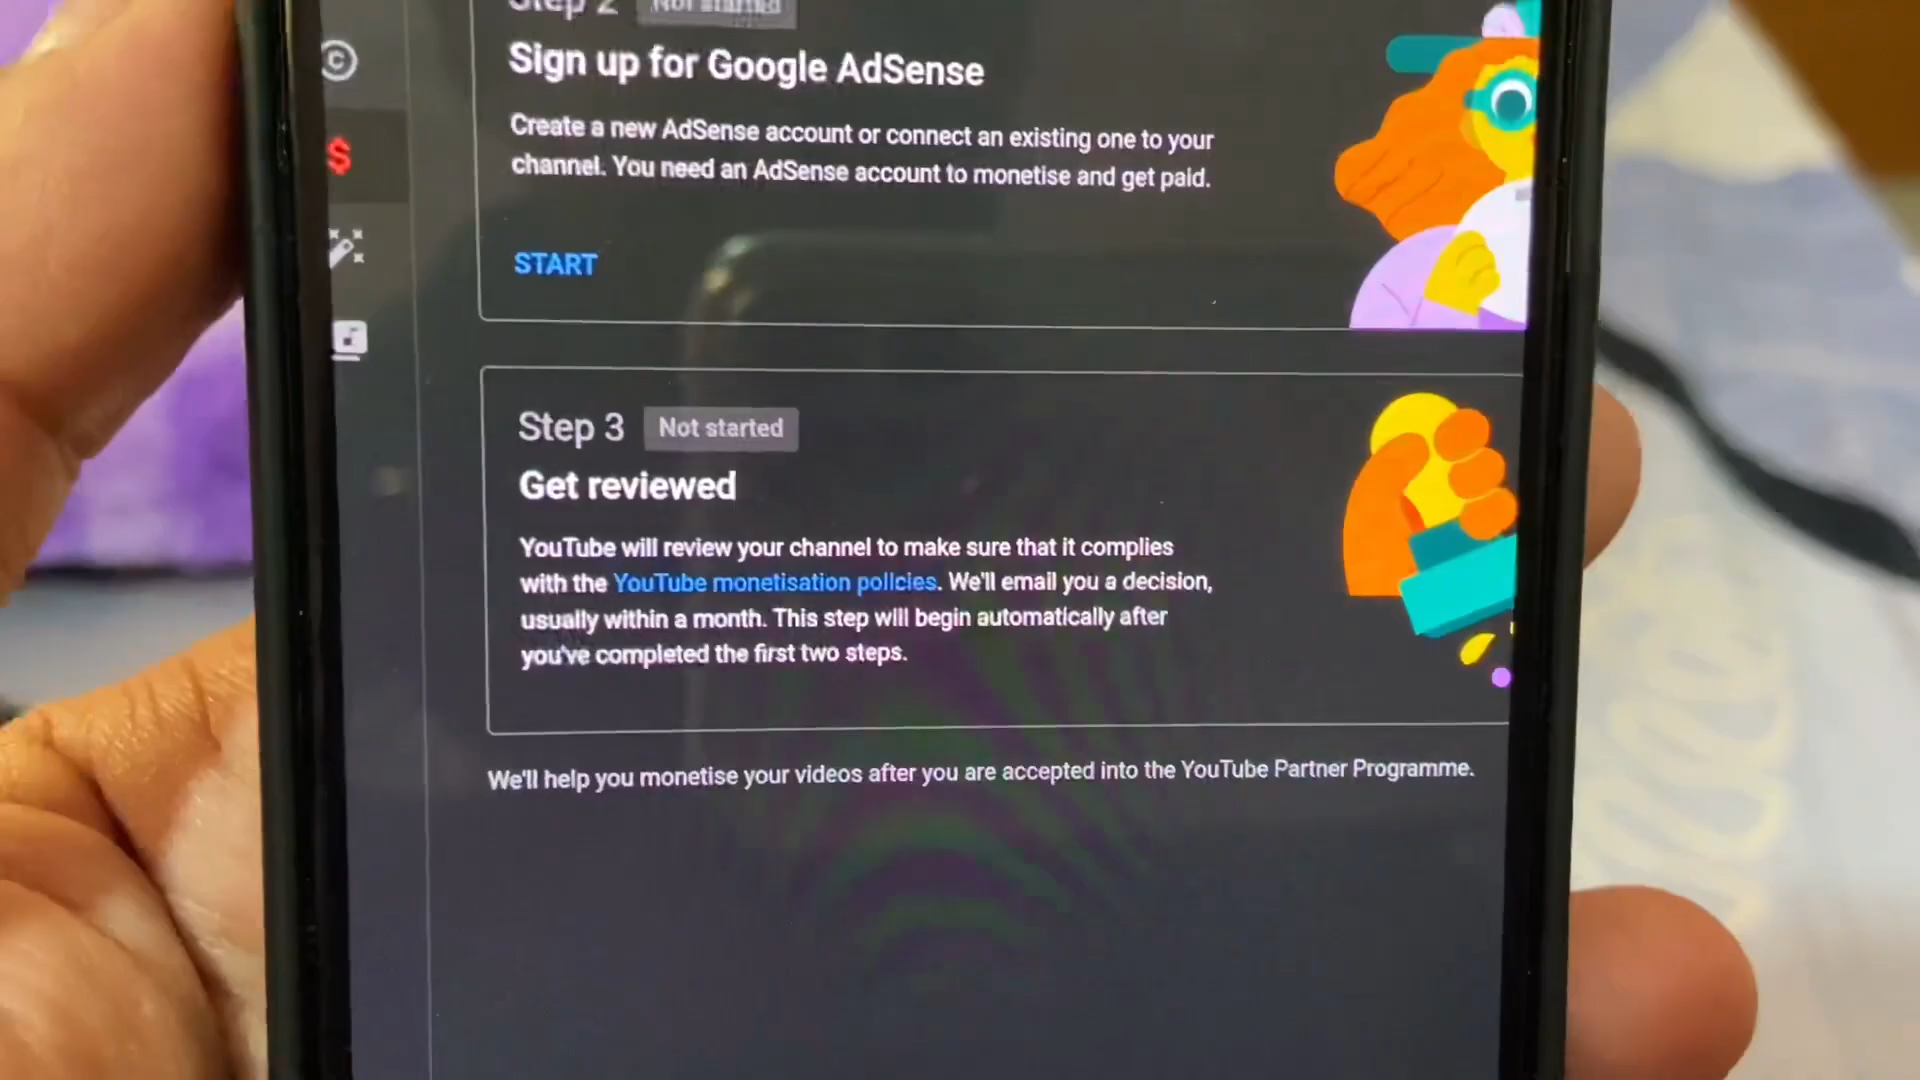 Step 2 Not started
Sign up for Google AdSense
Create a new AdSense account or connect an existing one to your
channel. You need an AdSense account to monetise and get paid.
START
Step 3 Not started
Get reviewed
YouTube will review your channel to make sure that it complies
with the YouTube monetisation policies. We'll email you a decision,
usually within a month. This step will begin automatically after
you've completed the first two steps.
We'll help you monetise your videos after you are accepted into the YouTube Partner Programme.